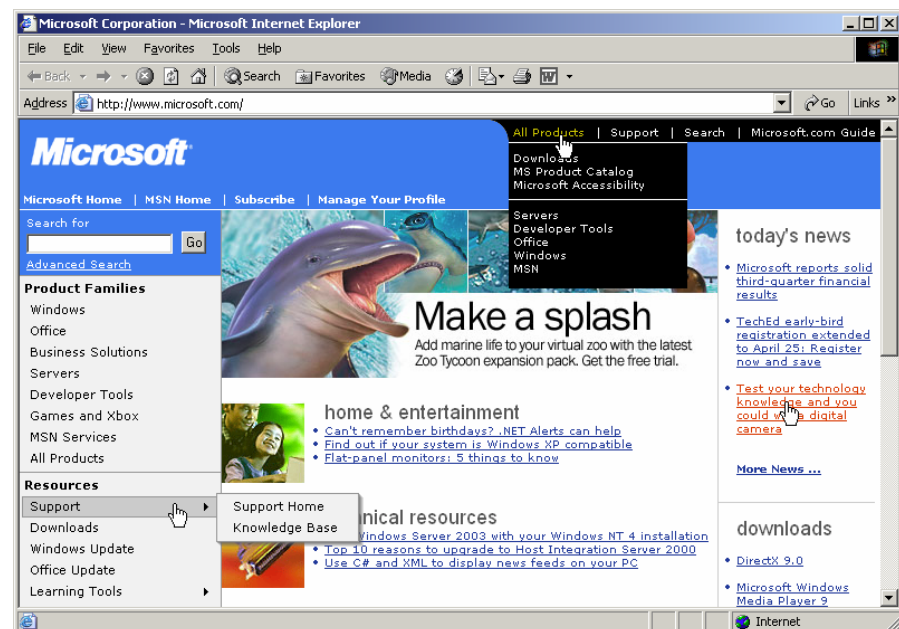 Microsoft Corporation - Microsoft Internet Explorer
File Edit View Favorites Tools Help
Back Search Favorites Media
Address http://www.microsoft.com/ Go Links »
All Products | Support | Search | Microsoft.com Guide
Microsoft
Downloads
MS Product Catalog
Microsoft Accessibility
Servers
Developer Tools
Office
Windows
MSN
Microsoft Home | MSN Home | Subscribe | Manage Your Profile
Search for
Go
Advanced Search
Product Families
Windows
Office
Business Solutions
Servers
Developer Tools
Games and Xbox
MSN Services
All Products
Resources
Support
Downloads
Windows Update
Office Update
Learning Tools
Support Home
Knowledge Base
Make a splash
Add marine life to your virtual zoo with the latest
Zoo Tycoon expansion pack. Get the free trial.
home & entertainment
• Can't remember birthdays? .NET Alerts can help
• Find out if your system is Windows XP compatible
• Flat-panel monitors: 5 things to know
resources
Windows Server 2003 with your Windows NT 4 installation
• Top 10 reasons to upgrade to Host Integration Server 2000
• Use C# and XML to display news feeds on your PC
today's news
• Microsoft reports solid
third-quarter financial
results
• TechEd early-bird
registration extended
to April 25: Register
now and save
• Test your technology
knowledge and you
could a digital
camera
More News ...
downloads
• DirectX 9.0
• Microsoft Windows
Media Player 9
Internet